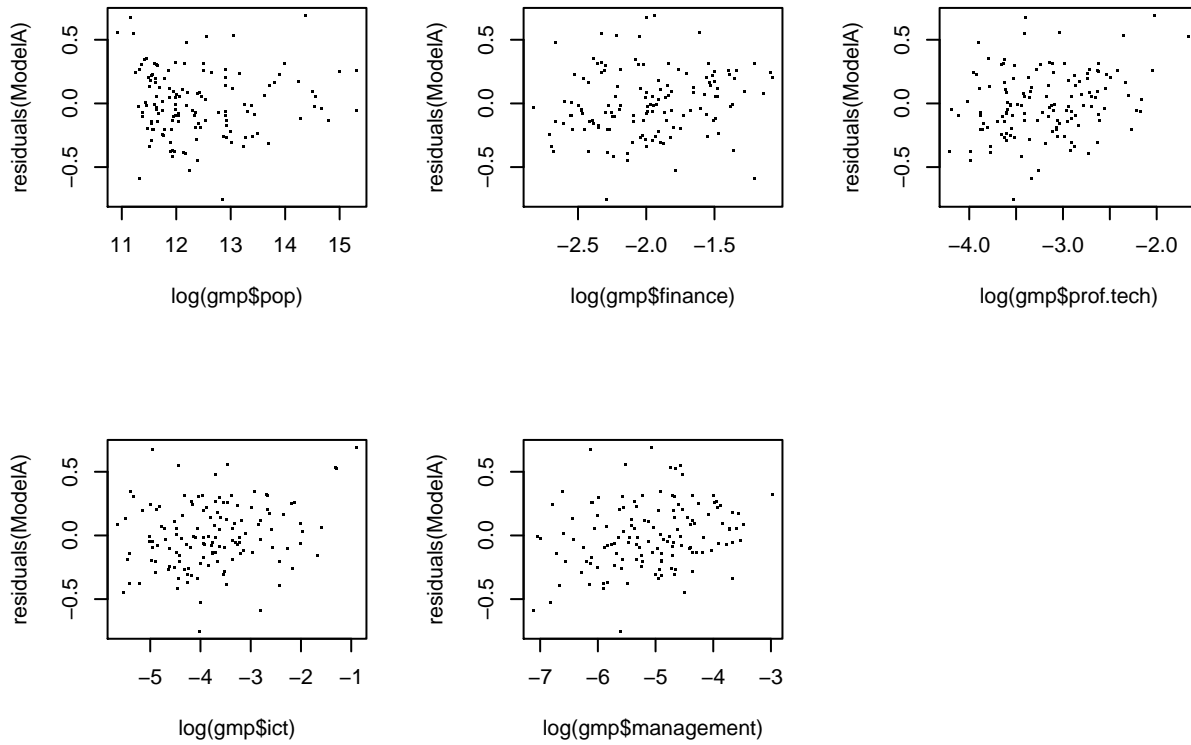 residuals(ModelA)
0.5
0.0
−0.5
11 12 13 14 15
log(gmp$pop)
residuals(ModelA)
0.5
0.0
−0.5
−2.5 −2.0 −1.5
log(gmp$finance)
residuals(ModelA)
0.5
0.0
−0.5
−4.0 −3.0 −2.0
log(gmp$prof.tech)
residuals(ModelA)
0.5
0.0
−0.5
−5 −4 −3 −2 −1
log(gmp$ict)
residuals(ModelA)
0.5
0.0
−0.5
−7 −6 −5 −4 −3
log(gmp$management)